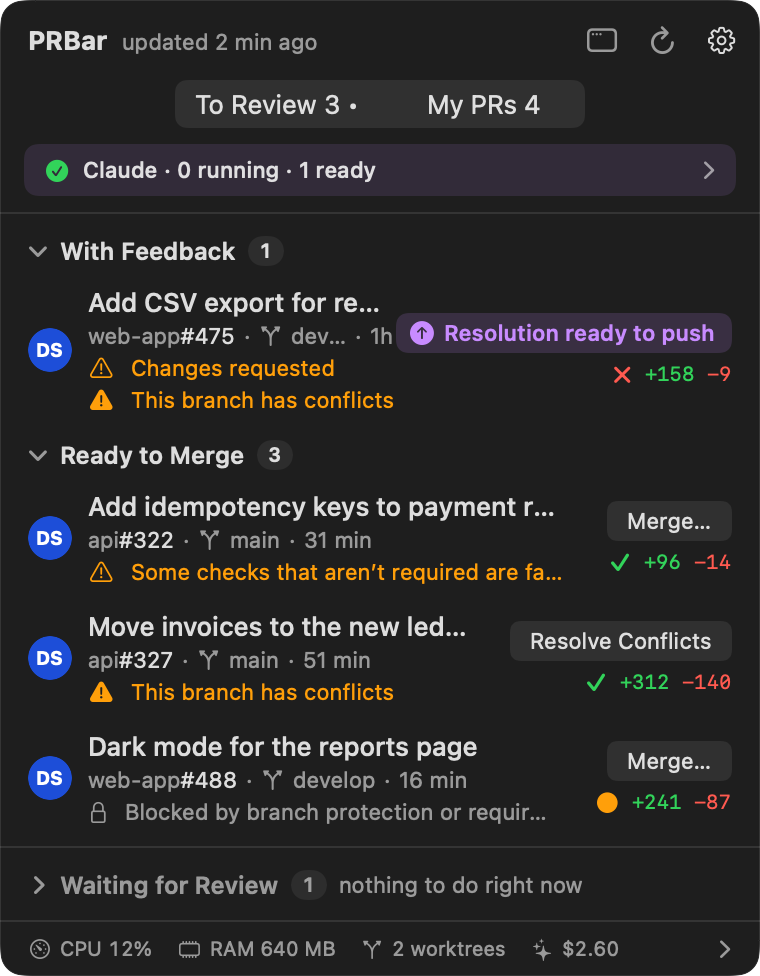 PRBar updated 2 min ago
To Review 3 • My PRs 4
Claude · 0 running · 1 ready
With Feedback 1
Add CSV export for re...
DS
web-app#475 · dev... · 1h
Resolution ready to push
Changes requested
+158 −9
This branch has conflicts
Ready to Merge 3
Add idempotency keys to payment r...
Merge...
DS
api#322 · main · 31 min
+96 −14
Some checks that aren’t required are fa...
Move invoices to the new led...
Resolve Conflicts
DS
api#327 · main · 51 min
+312 −140
This branch has conflicts
Dark mode for the reports page
Merge...
DS
web-app#488 · develop · 16 min
+241 −87
Blocked by branch protection or requir...
Waiting for Review 1 nothing to do right now
CPU 12% RAM 640 MB 2 worktrees $2.60